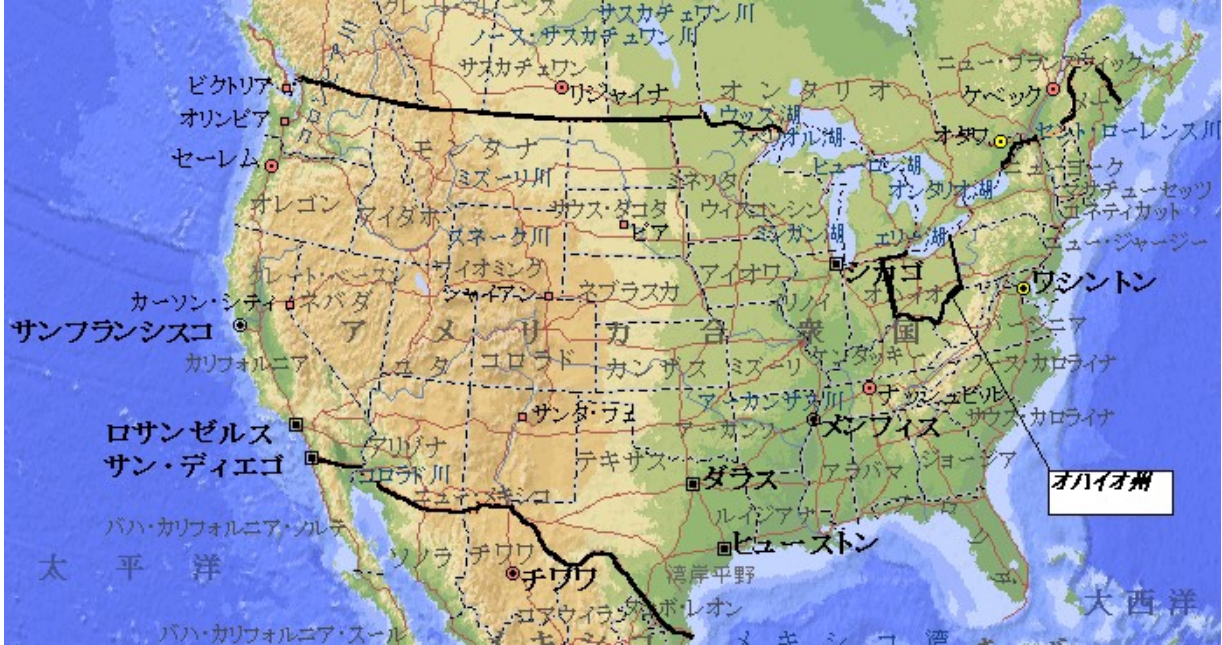 サスカチェワン川
ノース・サスカチュワン川
サスカチェワン
ニュー・ブランズウィック
ビクトリア
リジャイナ
オンタリオ
ケベック
メーン
オリンピア
ウッズ湖
スペリオル湖
オタワ
セント・ローレンス川
セーレム
モンタナ
ミズーリ川
ミネソタ
ヒューロン湖
ニューヨーク
オレゴン
アイダホ
サウス・ダコタ
ウィスコンシン
オンタリオ湖
マサチューセッツ
コネティカット
スネーク川
ピア
ミシガン湖
エリー湖
ニュー・ジャージー
グレート・ベースン
ワイオミング
アイオワ
シカゴ
ワシントン
カーソン・シティ
ネバダ
シャイアン
ネブラスカ
イリノイ
オハイオ
サンフランシスコ
アメリカ合衆国
バージニア
カリフォルニア
ユタ
コロラド
カンザス
ミズーリ
ケンタッキー
ノース・カロライナ
アーカンザウ川
ナッシュビル
ロサンゼルス
サンタ・フェ
アーカンソー
メンフィス
サウス・カロライナ
サン・ディエゴ
アリゾナ
コロラド川
テキサス
ダラス
アラバマ
ジョージア
オハイオ州
ニューメキシコ
バハ・カリフォルニア・ノルテ
ルイジアナ
ソノラ
チワワ
ヒューストン
太平洋
チワワ
湾岸平野
コアウィラ
ヌエボ・レオン
大西洋
バハ・カリフォルニア・スール
メキシコ
メキシコ湾